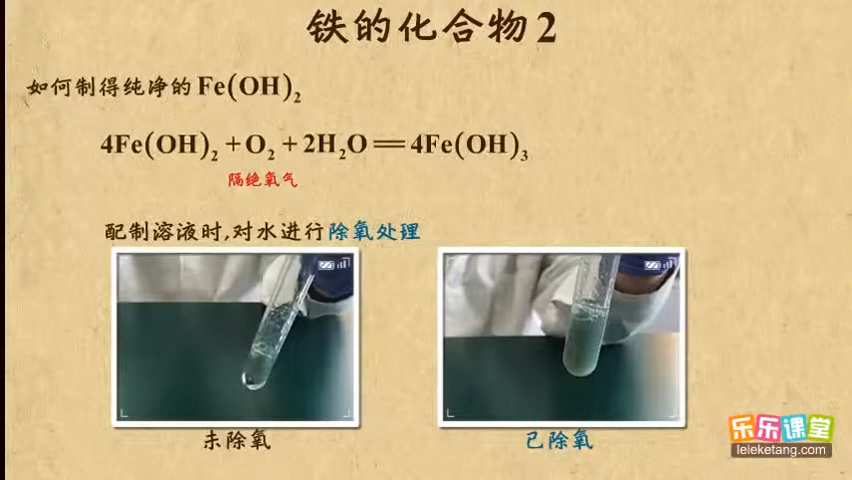 铁的化合物2
如何制得纯净的Fe(OH)₂
4Fe(OH)₂+O₂+2H₂O══4Fe(OH)₃
隔绝氧气
配制溶液时,对水进行除氧处理
未除氧
已除氧
乐乐课堂
leleketang.com